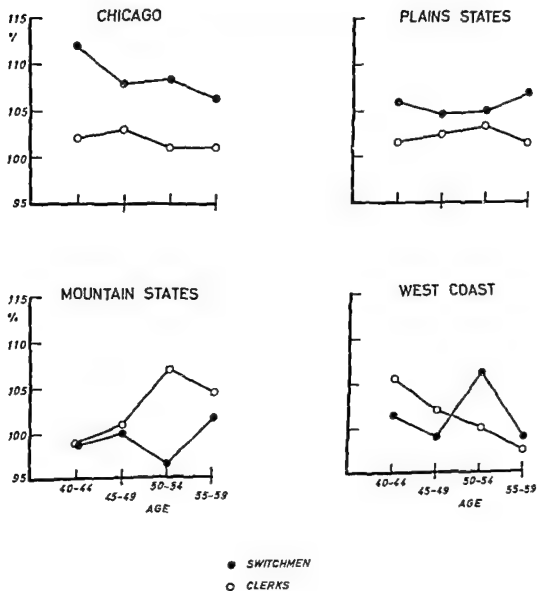 CHICAGO
PLAINS STATES
115
%
110
105
100
95
MOUNTAIN STATES
WEST COAST
115
%
110
105
100
95
40-44
45-49
50-54
55-59
AGE
40-44
45-49
50-54
55-59
AGE
SWITCHMEN
CLERKS